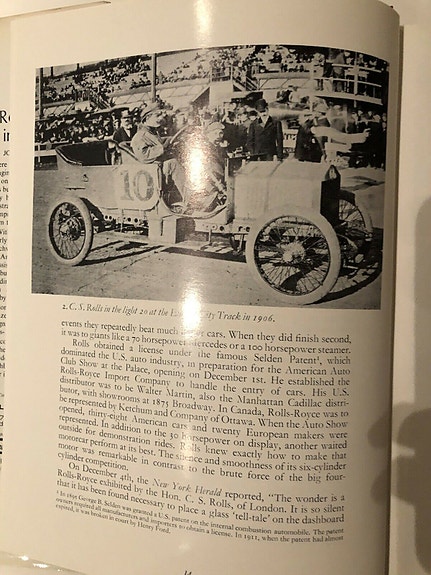 10
2. C. S. Rolls in the light 20 at the E ity Track in 1906.
events they repeatedly beat much cars. When they did finish second,
it was to giants like a 70 horsepower Mercedes or a 100 horsepower steamer.
Rolls obtained a license under the famous Selden Patent¹, which
dominated the U.S. auto industry, in preparation for the American Auto
Club Show at the Palace, opening on December 1st. He established the
Rolls-Royce Import Company to handle the entry of cars. His U.S.
distributor was to be Walter Martin, also the Manhattan Cadillac distri-
butor, with showrooms at 1875 Broadway. In Canada, Rolls-Royce was to
be represented by Ketchum and Company of Ottawa. When the Auto Show
opened, thirty-eight American cars and twenty European makers were
represented. In addition to the 30 horsepower on display, another waited
outside for demonstration rides. Rolls knew exactly how to make that
motorcar perform at its best. The silence and smoothness of its six-cylinder
motor was remarkable in contrast to the brute force of the big four-
cylinder competition.
On December 4th, the New York Herald reported, "The wonder is a
Rolls-Royce exhibited by the Hon. C. S. Rolls, of London. It is so silent
that it has been found necessary to place a glass 'tell-tale' on the dashboard
¹ In 1895 George B. Selden was granted a U.S. patent on the internal combustion automobile. The patent
owners required all manufacturers and importers to obtain a license. In 1911, when the patent had almost
expired, it was broken in court by Henry Ford.
14